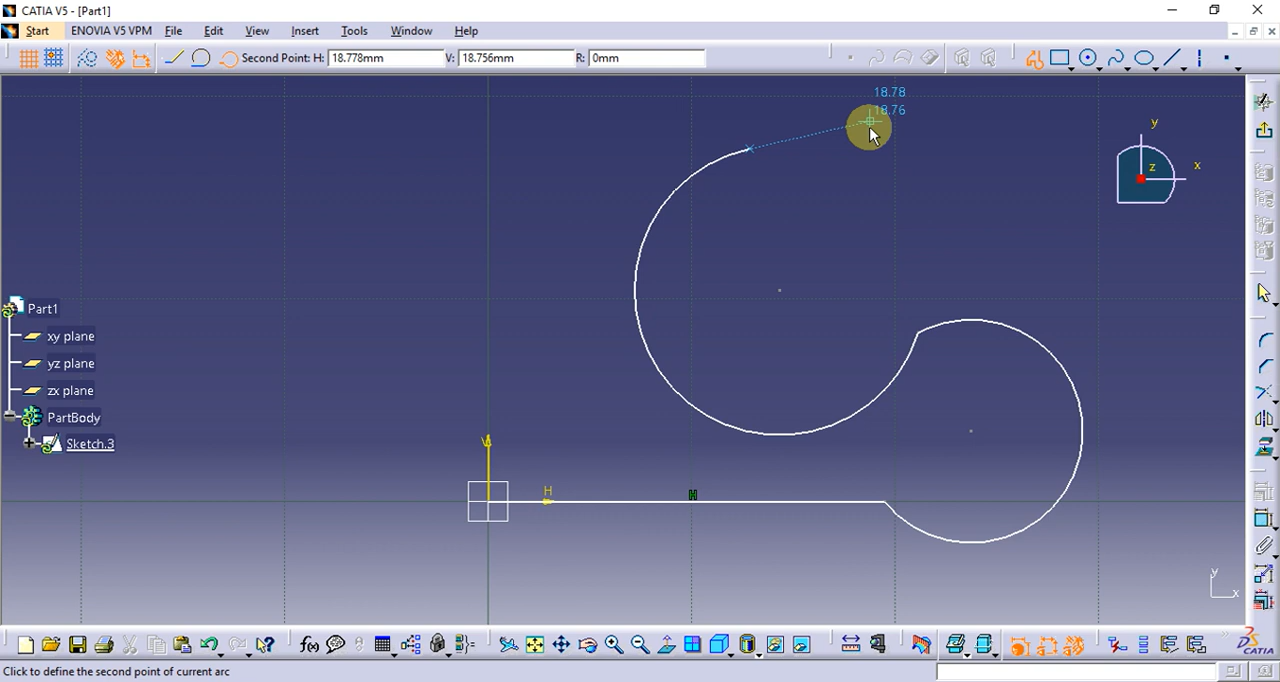 CATIA V5 - [Part1]
Start ENOVIA V5 VPM File Edit View Insert Tools Window Help
Second Point: H: 18.778mm V: 18.756mm R: 0mm
18.78
18.76
y
x
z
Part1
xy plane
yz plane
zx plane
PartBody
Sketch.3
V
H
H
y
x
f(x)
CATIA
Click to define the second point of current arc